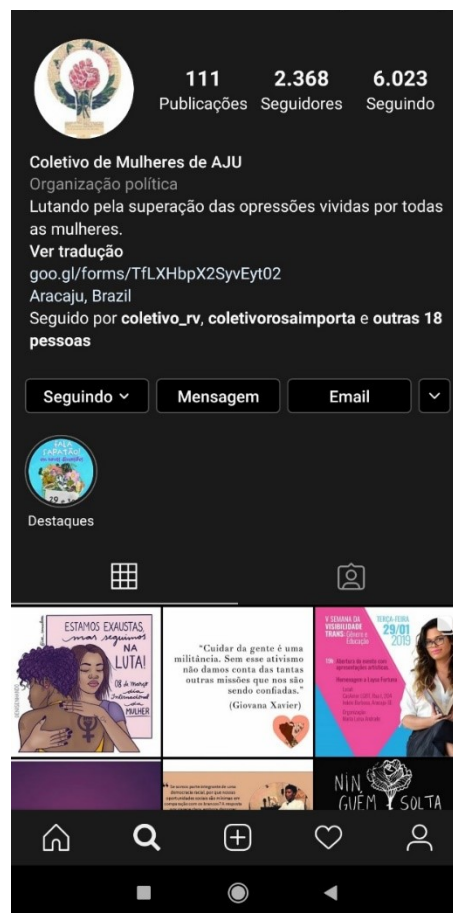 111
2.368
6.023
Publicações
Seguidores
Seguindo
Coletivo de Mulheres de AJU
Organização política
Lutando pela superação das opressões vividas por todas
as mulheres.
Ver tradução
goo.gl/forms/TfLXHbpX2SyvEyt02
Aracaju, Brazil
Seguido por coletivo_rv, coletivorosaimporta e outras 18
pessoas
Seguindo
Mensagem
Email
Destaques
ESTAMOS EXAUSTAS,
mas seguimos
NA
LUTA!
08 de março
dia
Internacional
da
MULHER
"Cuidar da gente é uma
militância. Sem esse ativismo
não damos conta das tantas
outras missões que nos são
sendo confiadas."
(Giovana Xavier)
V SEMANA DA
VISIBILIDADE
TRANS: Gênero e
Educação
TERÇA-FEIRA
29/01
2019
NIN
GUÉM SOLTA